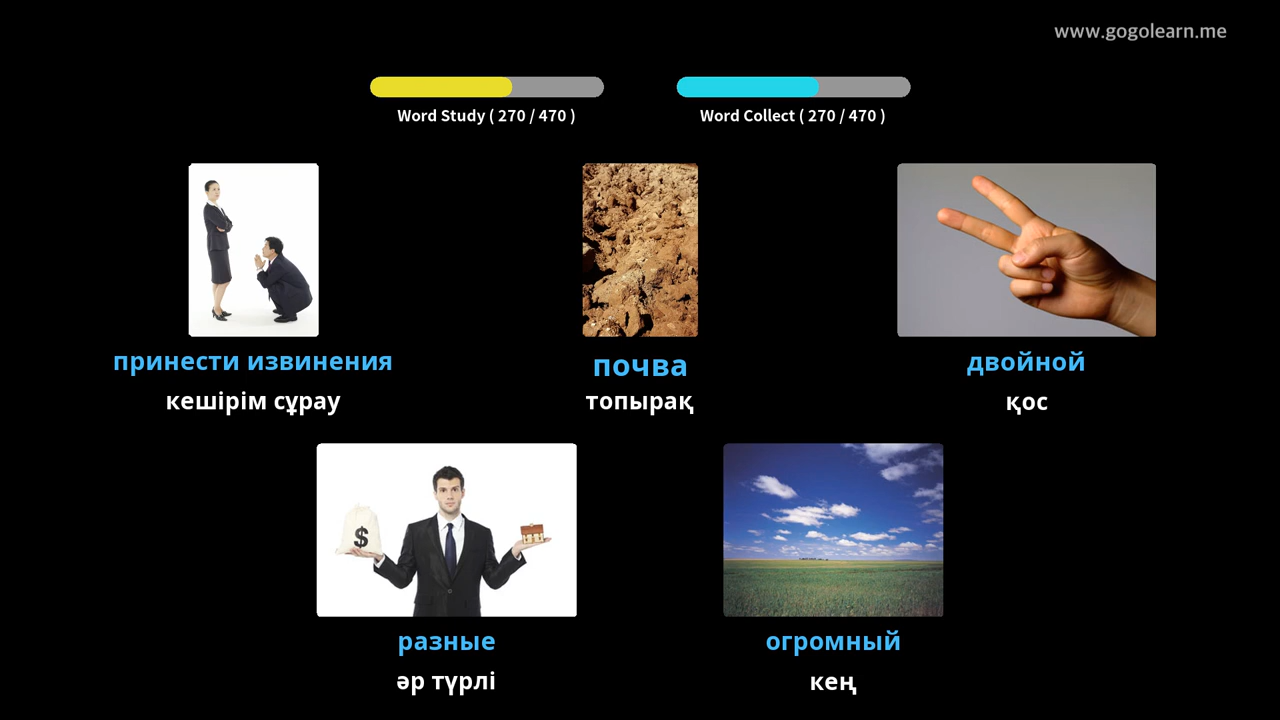 www.gogolearn.me
Word Study ( 270 / 470 )
Word Collect ( 270 / 470 )
принести извинения
кешірім сұрау
почва
топырақ
двойной
қос
$
разные
әр түрлі
огромный
кең